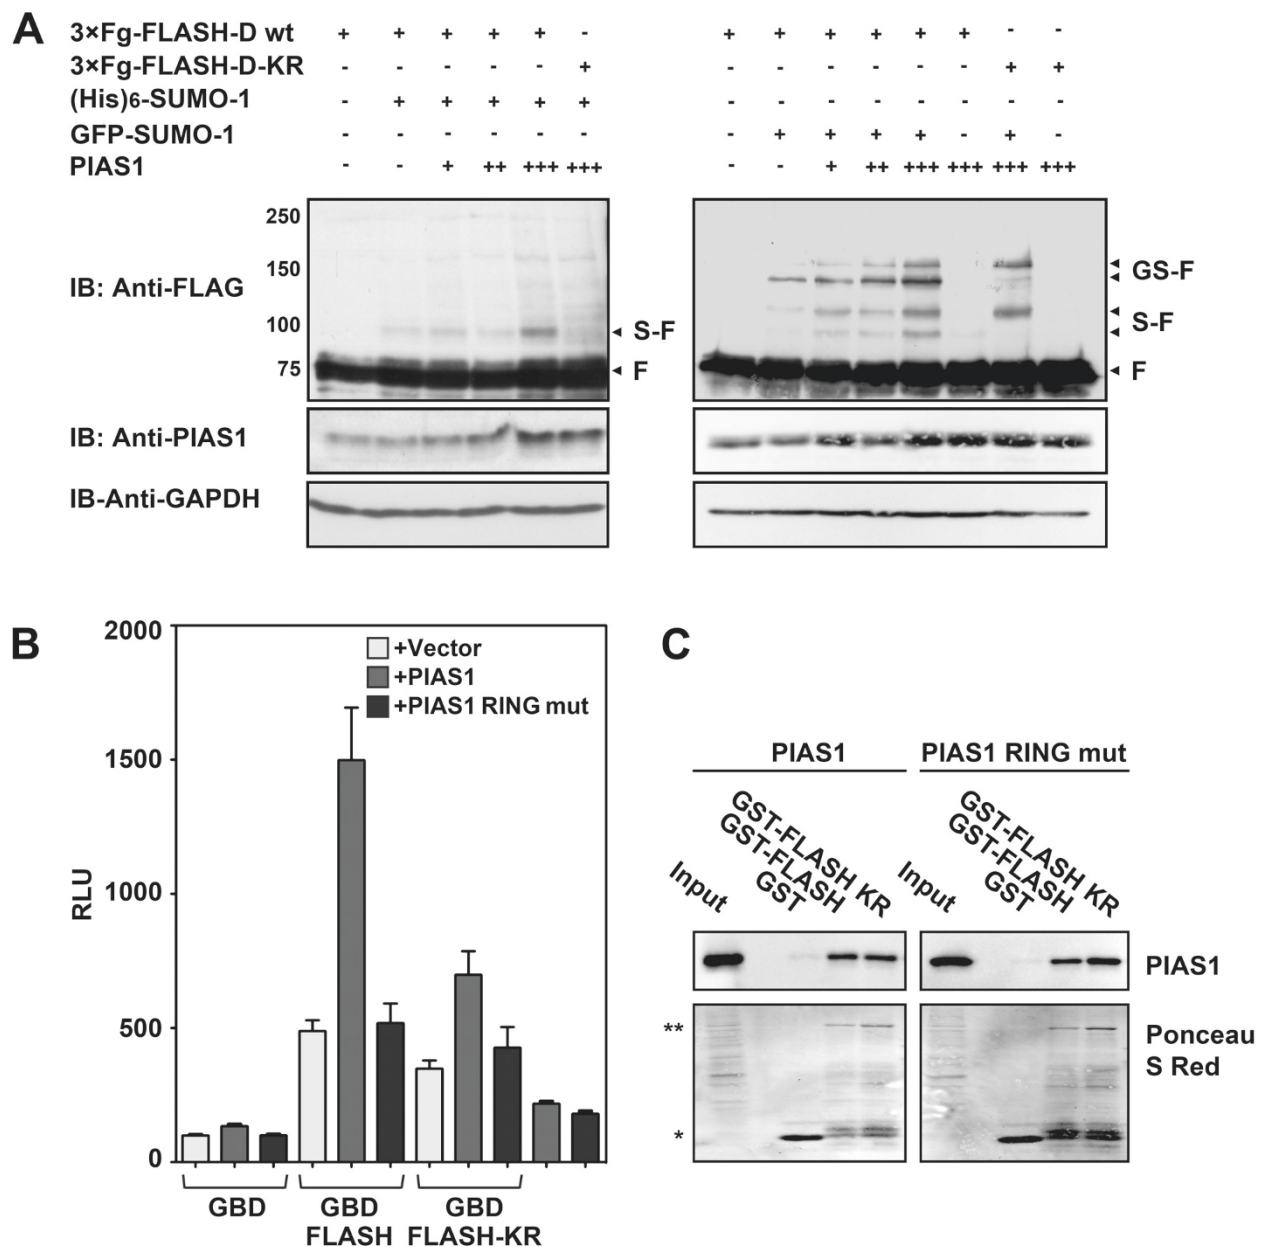 A
3×Fg-FLASH-D wt + + + + + - + + + + + + - -
3×Fg-FLASH-D-KR - - - - - + - - - - - - + +
(His)6-SUMO-1 - + + + + + - - - - - - - -
GFP-SUMO-1 - - - - - - - + + + + - + -
PIAS1 - - + ++ +++ +++ - - + ++ +++ +++ +++ +++
250
150
100
75
IB: Anti-FLAG
S-F
F
GS-F
S-F
F
IB: Anti-PIAS1
IB-Anti-GAPDH
B
2000
1500
1000
500
0
RLU
+Vector
+PIAS1
+PIAS1 RING mut
GBD
GBD
FLASH
GBD
FLASH-KR
C
PIAS1
PIAS1 RING mut
Input
GST
GST-FLASH
GST-FLASH KR
Input
GST
GST-FLASH
GST-FLASH KR
PIAS1
**
*
Ponceau
S Red